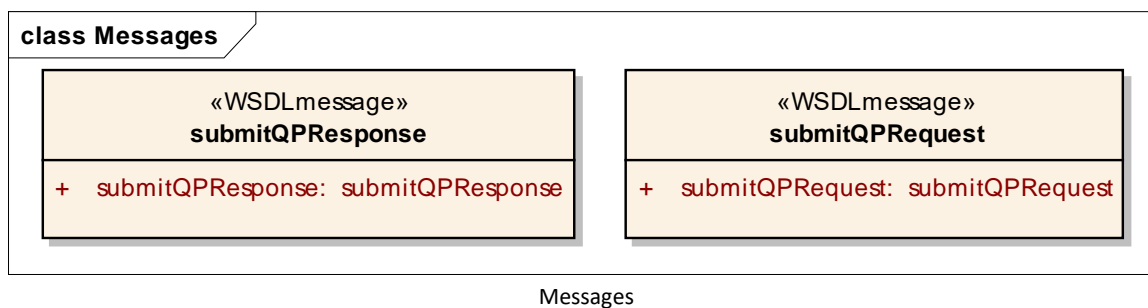 class Messages
«WSDLmessage»
submitQPResponse
+ submitQPResponse: submitQPResponse
«WSDLmessage»
submitQPRequest
+ submitQPRequest: submitQPRequest
Messages